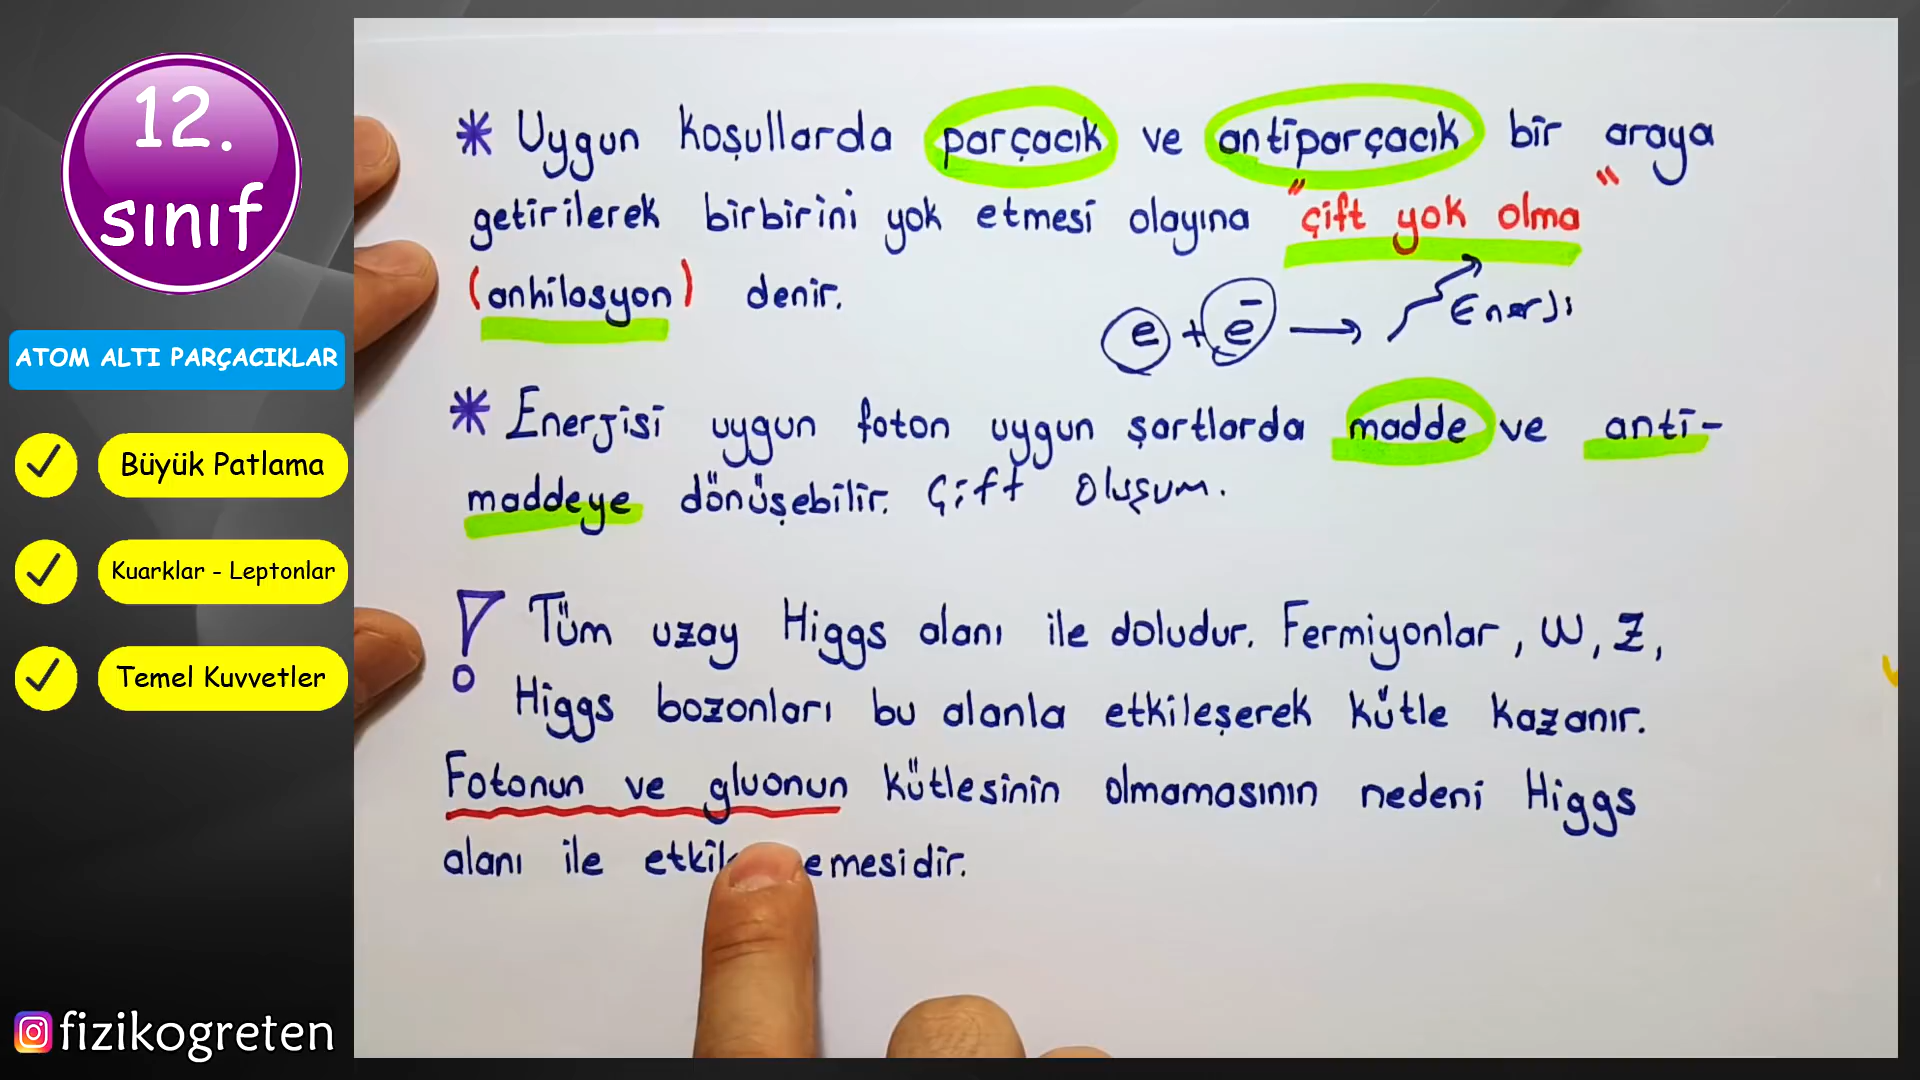 12.
sınıf
ATOM ALTI PARÇACIKLAR
Büyük Patlama
Kuarklar - Leptonlar
Temel Kuvvetler
fizikogreten
* Uygun koşullarda parçacık ve antiparçacık bir araya
getirilerek birbirini yok etmesi olayına "çift yok olma"
(anhilasyon) denir.
e + e⁻ → Enerji
* Enerjisi uygun foton uygun şartlarda madde ve anti-
maddeye dönüşebilir. Çift Oluşum.
! Tüm uzay Higgs alanı ile doludur. Fermiyonlar, W, Z,
Higgs bozonları bu alanla etkileşerek kütle kazanır.
Fotonun ve gluonun kütlesinin olmamasının nedeni Higgs
alanı ile